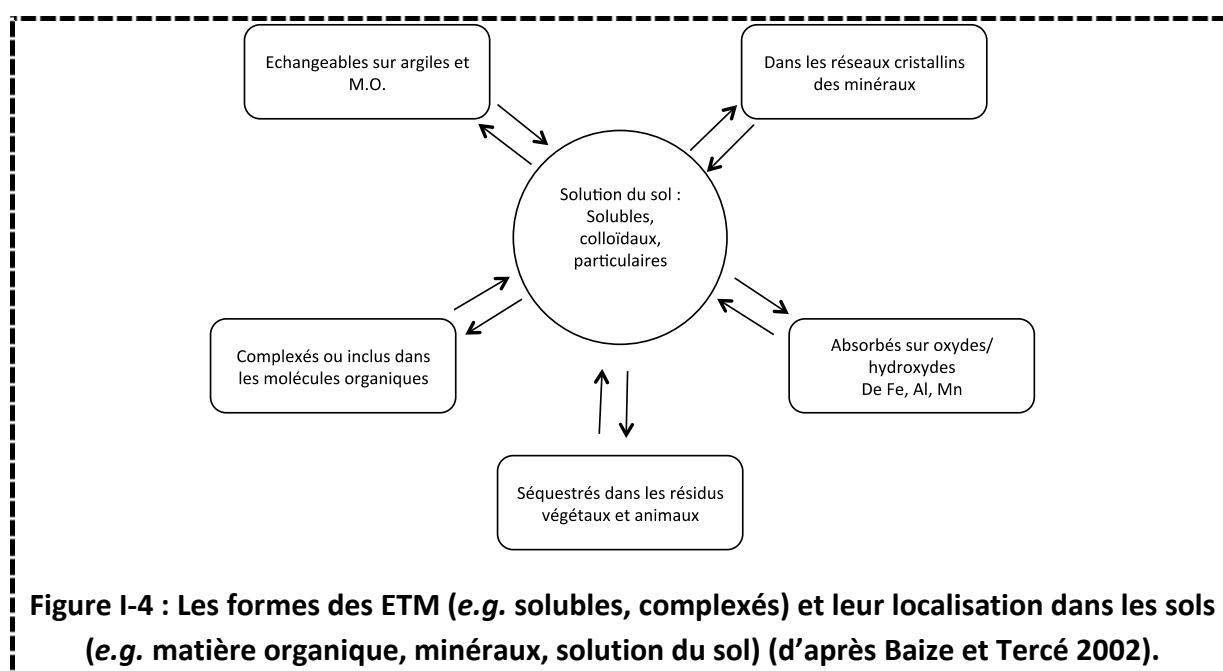 Echangeables sur argiles et
M.O.
Dans les réseaux cristallins
des minéraux
Solution du sol :
Solubles,
colloïdaux,
particulaires
Complexés ou inclus dans
les molécules organiques
Absorbés sur oxydes/
hydroxydes
De Fe, Al, Mn
Séquestrés dans les résidus
végétaux et animaux
Figure I-4 : Les formes des ETM (e.g. solubles, complexés) et leur localisation dans les sols
(e.g. matière organique, minéraux, solution du sol) (d’après Baize et Tercé 2002).